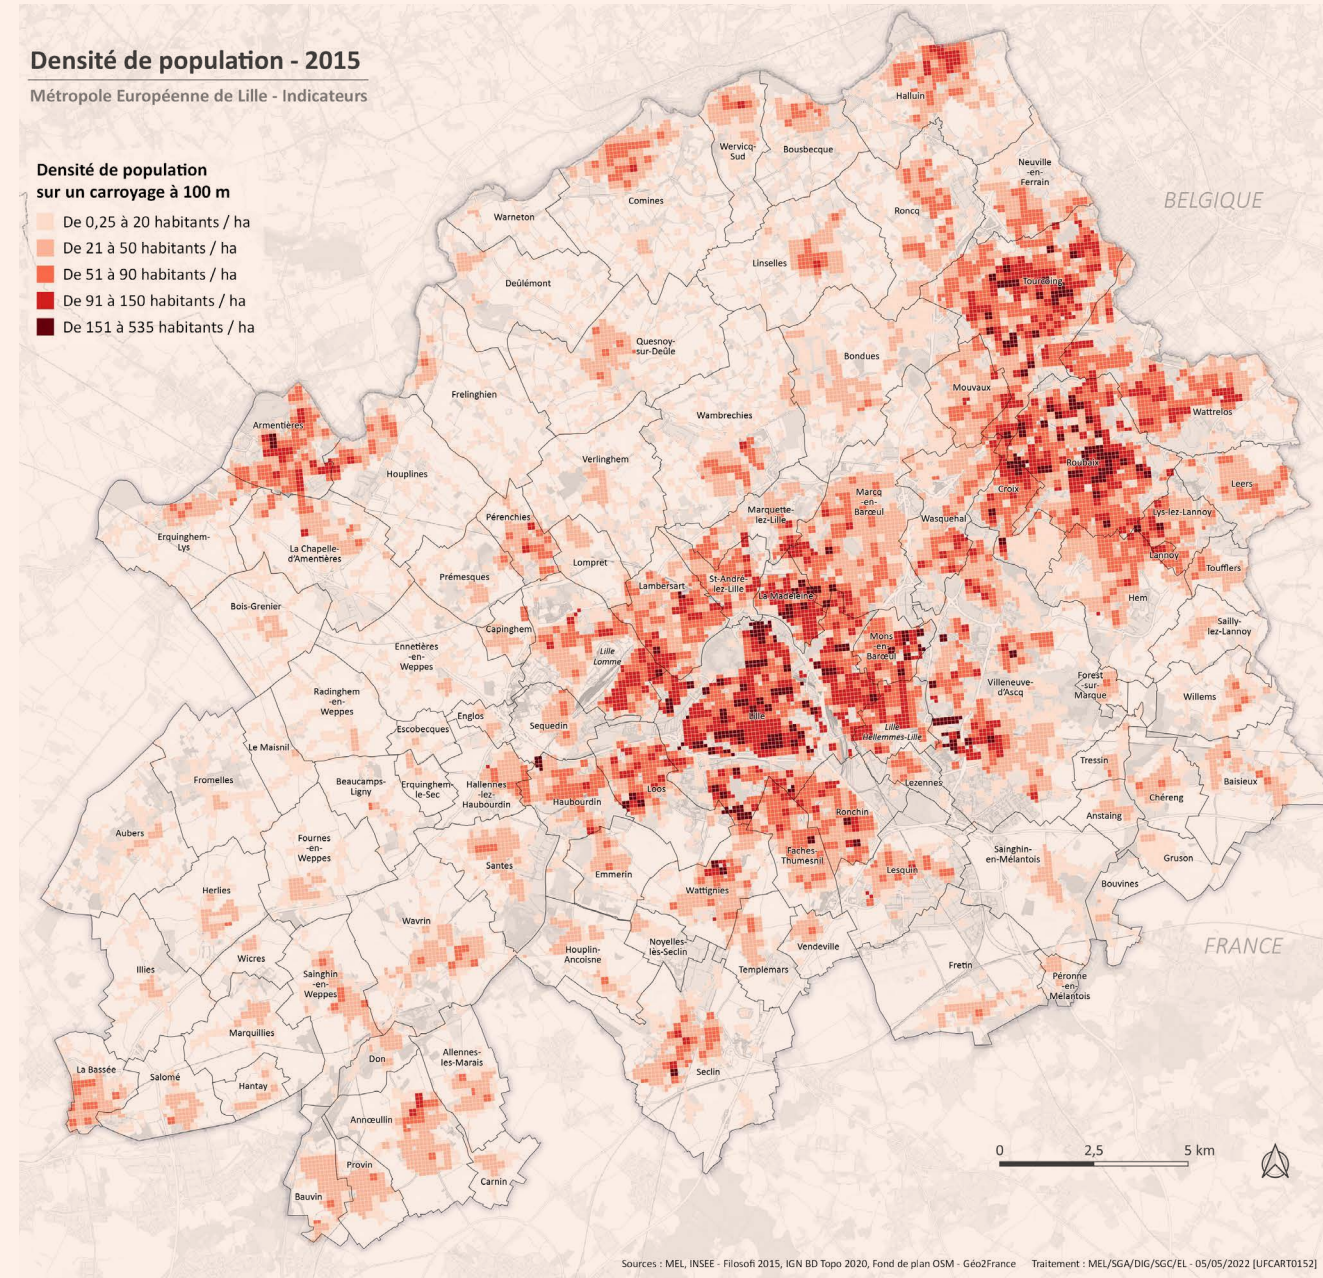 Densité de population - 2015
Métropole Européenne de Lille - Indicateurs
Densité de population
sur un carroyage à 100 m
De 0,25 à 20 habitants / ha
De 21 à 50 habitants / ha
De 51 à 90 habitants / ha
De 91 à 150 habitants / ha
De 151 à 535 habitants / ha
Halluin
Wervicq-
Sud
Bousbecque
Neuville
-en-
Ferrain
BELGIQUE
Comines
Warneton
Roncq
Linselles
Deûlémont
Tourcoing
Quesnoy-
sur-Deûle
Bondues
Mouvaux
Frelinghien
Wambrechies
Wattrelos
Armentières
Verlinghem
Roubaix
Houplines
Leers
Croix
Marcq
-en-
Barœul
Marquette-
lez-Lille
Pérenchies
Wasquehal
Lys-lez-Lannoy
Erquinghem-
Lys
La Chapelle-
d'Amentières
Lannoy
Lompret
Toufflers
Prémesques
Lambersart
St-André-
lez-Lille
La Madeleine
Hem
Bois-Grenier
Capinghem
Sailly-
lez-Lannoy
Mons
-en-
Barœul
Ennetières
-en-
Weppes
Lille
Lomme
Villeneuve-
d'Ascq
Forest
-sur-
Marque
Willems
Radinghem
-en-
Weppes
Englos
Escobecques
Sequedin
Lille
Lille
Hellemmes-Lille
Le Maisnil
Tressin
Fromelles
Beaucamps-
Ligny
Erquinghem-
le-Sec
Hallennes
-lez-
Haubourdin
Haubourdin
Loos
Lezennes
Baisieux
Chéreng
Anstaing
Ronchin
Aubers
Fournes
-en-
Weppes
Faches-
Thumesnil
Sainghin-
en-Mélantois
Gruson
Santes
Emmerin
Lesquin
Bouvines
Herlies
Wattignies
Wavrin
FRANCE
Houplin-
Ancoisne
Noyelles-
lès-Seclin
Vendeville
Wicres
Illies
Sainghin
-en-
Weppes
Templemars
Fretin
Péronne
-en-
Mélantois
Marquillies
Don
Allennes-
les-Marais
La Bassée
Salomé
Hantay
Seclin
Annœullin
Provin
Bauvin
Carnin
0 2,5 5 km
Sources : MEL, INSEE - Filosofi 2015, IGN BD Topo 2020, Fond de plan OSM - Géo2France Traitement : MEL/SGA/DIG/SGC/EL - 05/05/2022 [UFCART0152]